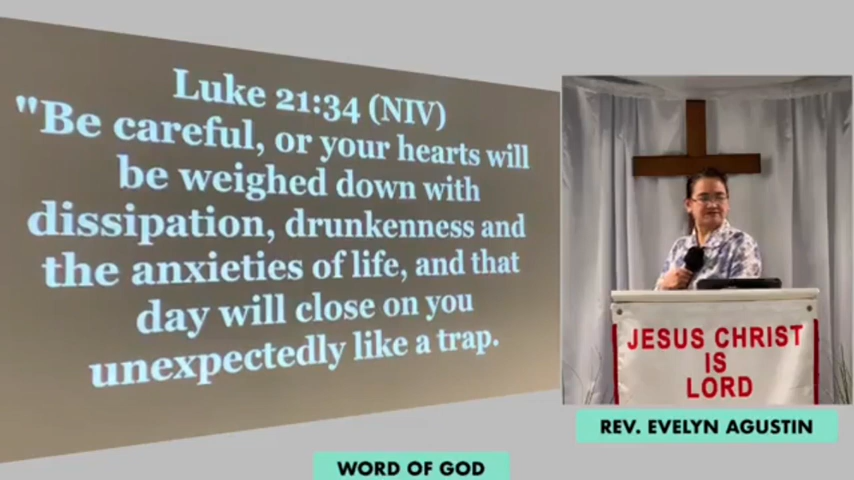 Luke 21:34 (NIV)
"Be careful, or your hearts will
be weighed down with
dissipation, drunkenness and
the anxieties of life, and that
day will close on you
unexpectedly like a trap.
JESUS CHRIST
IS
LORD
REV. EVELYN AGUSTIN
WORD OF GOD